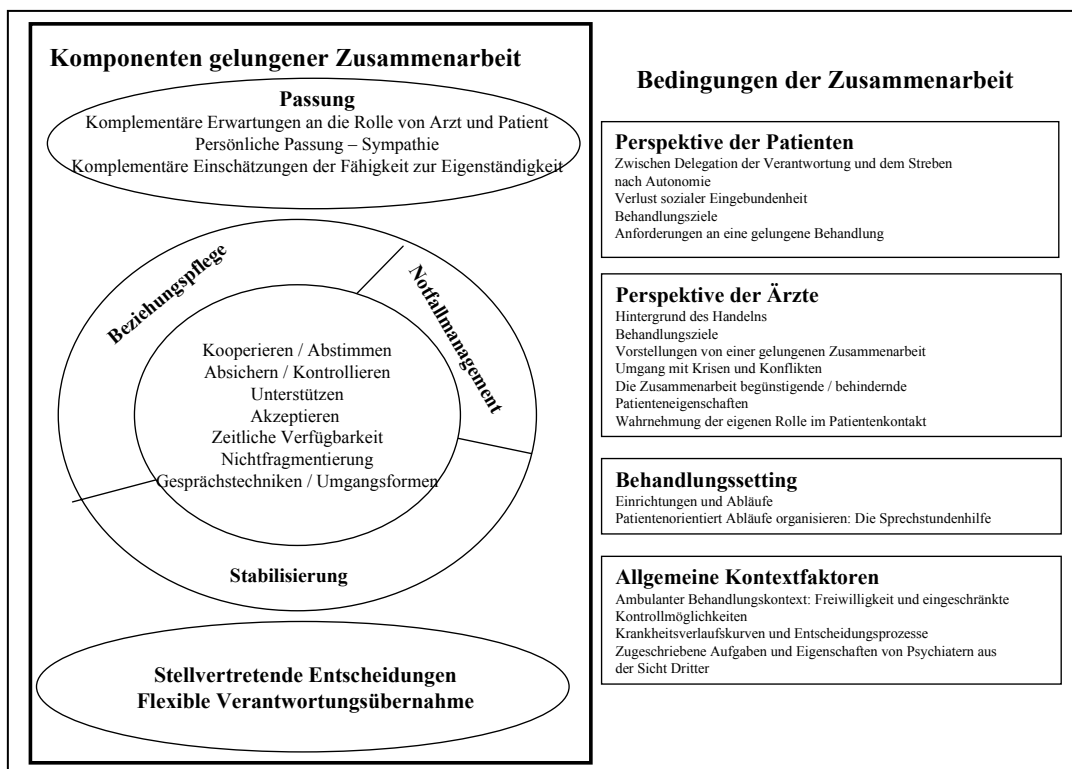 Komponenten gelungener Zusammenarbeit
Passung
Komplementäre Erwartungen an die Rolle von Arzt und Patient
Persönliche Passung – Sympathie
Komplementäre Einschätzungen der Fähigkeit zur Eigenständigkeit
Beziehungspflege
Notfallmanagement
Kooperieren / Abstimmen
Absichern / Kontrollieren
Unterstützen
Akzeptieren
Zeitliche Verfügbarkeit
Nichtfragmentierung
Gesprächstechniken / Umgangsformen
Stabilisierung
Stellvertretende Entscheidungen
Flexible Verantwortungsübernahme
Bedingungen der Zusammenarbeit
Perspektive der Patienten
Zwischen Delegation der Verantwortung und dem Streben
nach Autonomie
Verlust sozialer Eingebundenheit
Behandlungsziele
Anforderungen an eine gelungene Behandlung
Perspektive der Ärzte
Hintergrund des Handelns
Behandlungsziele
Vorstellungen von einer gelungenen Zusammenarbeit
Umgang mit Krisen und Konflikten
Die Zusammenarbeit begünstigende / behindernde
Patienteneigenschaften
Wahrnehmung der eigenen Rolle im Patientenkontakt
Behandlungssetting
Einrichtungen und Abläufe
Patientenorientiert Abläufe organisieren: Die Sprechstundenhilfe
Allgemeine Kontextfaktoren
Ambulanter Behandlungskontext: Freiwilligkeit und eingeschränkte
Kontrollmöglichkeiten
Krankheitsverlaufskurven und Entscheidungsprozesse
Zugeschriebene Aufgaben und Eigenschaften von Psychiatern aus
der Sicht Dritter